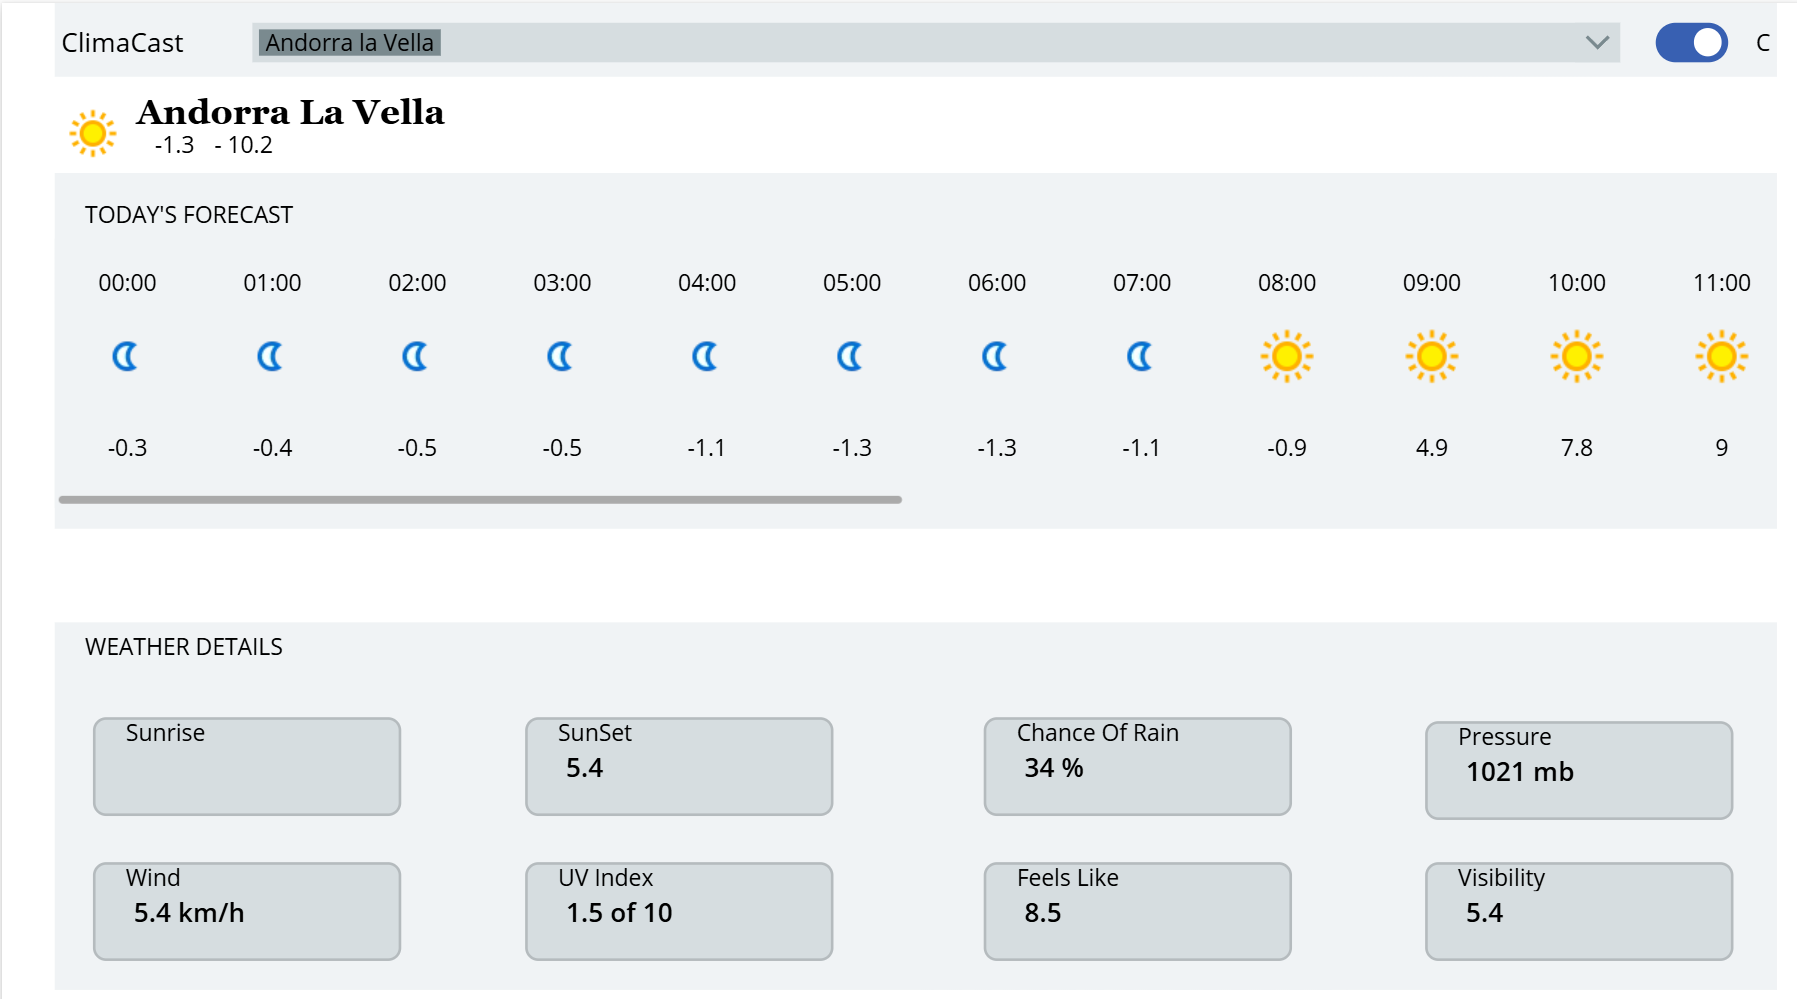 ClimaCast Andorra la Vella C
Andorra La Vella
-1.3 - 10.2
TODAY'S FORECAST
00:00 01:00 02:00 03:00 04:00 05:00 06:00 07:00 08:00 09:00 10:00 11:00
-0.3 -0.4 -0.5 -0.5 -1.1 -1.3 -1.3 -1.1 -0.9 4.9 7.8 9
WEATHER DETAILS
Sunrise SunSet Chance Of Rain Pressure
5.4 34 % 1021 mb
Wind UV Index Feels Like Visibility
5.4 km/h 1.5 of 10 8.5 5.4